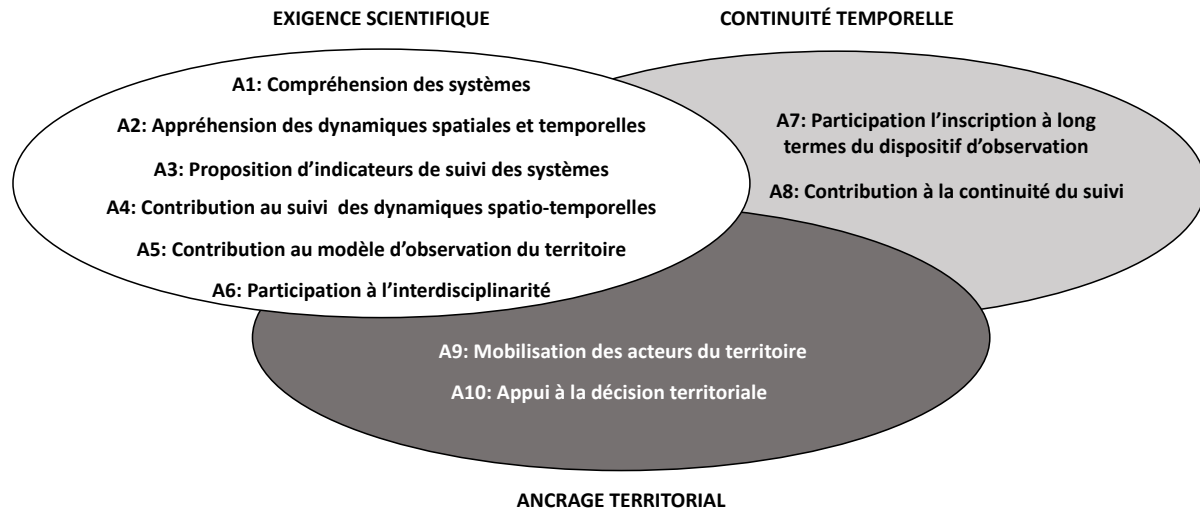 EXIGENCE SCIENTIFIQUE
CONTINUITÉ TEMPORELLE
A1: Compréhension des systèmes
A2: Appréhension des dynamiques spatiales et temporelles
A3: Proposition d’indicateurs de suivi des systèmes
A4: Contribution au suivi des dynamiques spatio-temporelles
A5: Contribution au modèle d’observation du territoire
A6: Participation à l’interdisciplinarité
A7: Participation l’inscription à long
termes du dispositif d’observation
A8: Contribution à la continuité du suivi
A9: Mobilisation des acteurs du territoire
A10: Appui à la décision territoriale
ANCRAGE TERRITORIAL